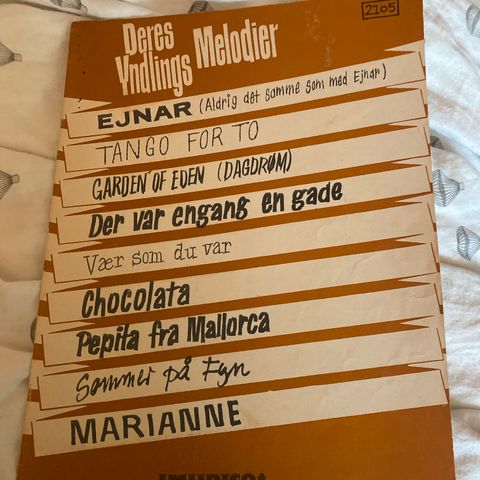 2105
Deres
Yndlings Melodier
EJNAR (Aldrig det samme som med Ejnar)
TANGO FOR TO
GARDEN OF EDEN (DAGDRØM)
Der var engang en gade
Vær som du var
Chocolata
Pepita fra Mallorca
Sommer på Fyn
MARIANNE